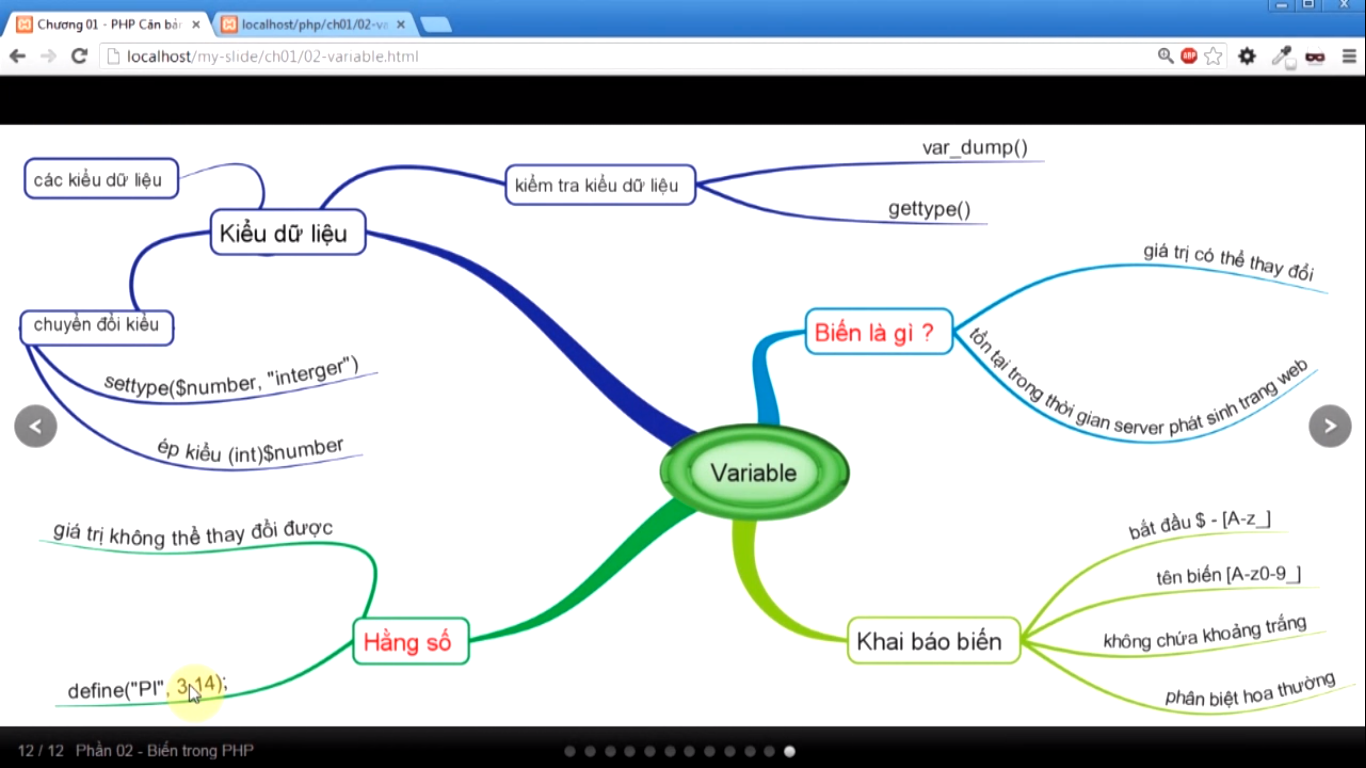 Chương 01 - PHP Căn bản
localhost/php/ch01/02-va
localhost/my-slide/ch01/02-variable.html
ABP
các kiểu dữ liệu
Kiểu dữ liệu
kiểm tra kiểu dữ liệu
var_dump()
gettype()
chuyển đổi kiểu
settype($number, "interger")
ép kiểu (int)$number
Biến là gì ?
giá trị có thể thay đổi
tồn tại trong thời gian server phát sinh trang web
<
>
Variable
giá trị không thể thay đổi được
Hằng số
define("PI", 3.14);
Khai báo biến
bắt đầu $ - [A-z_]
tên biến [A-z0-9_]
không chứa khoảng trắng
phân biệt hoa thường
12 / 12 Phần 02 - Biến trong PHP